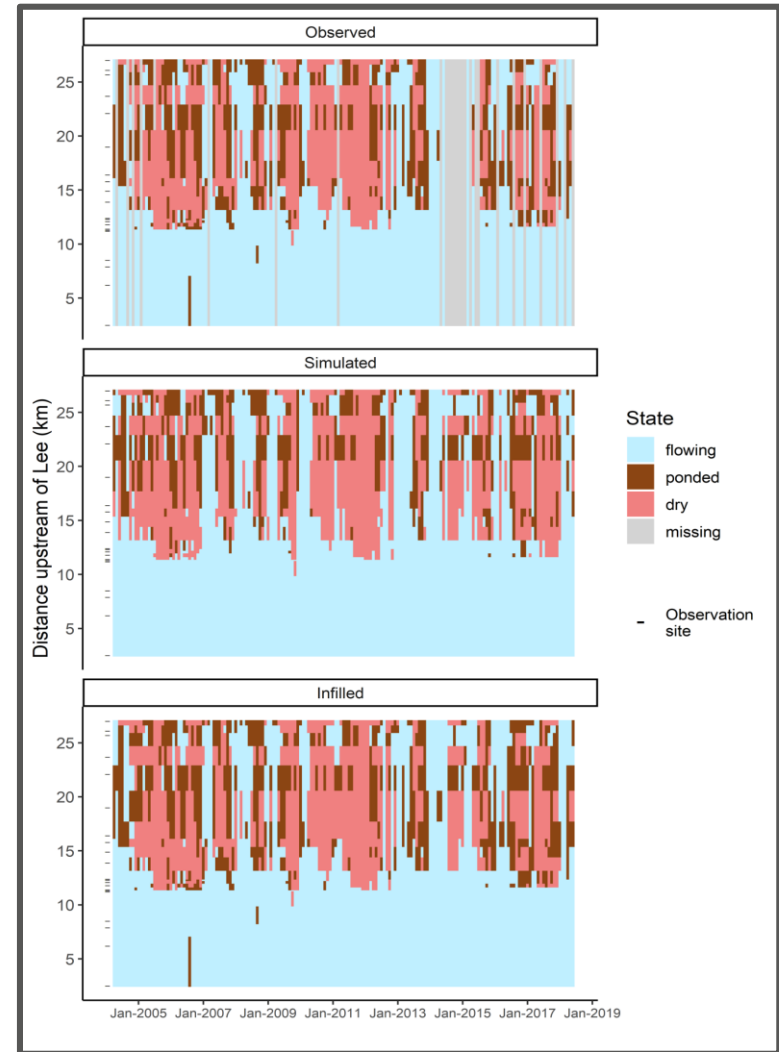 Observed
25
20
15
10
5
Simulated
25
20
15
10
5
Distance upstream of Lee (km)
Infilled
25
20
15
10
5
Jan-2005 Jan-2007 Jan-2009 Jan-2011 Jan-2013 Jan-2015 Jan-2017 Jan-2019
State
flowing
ponded
dry
missing
Observation
site